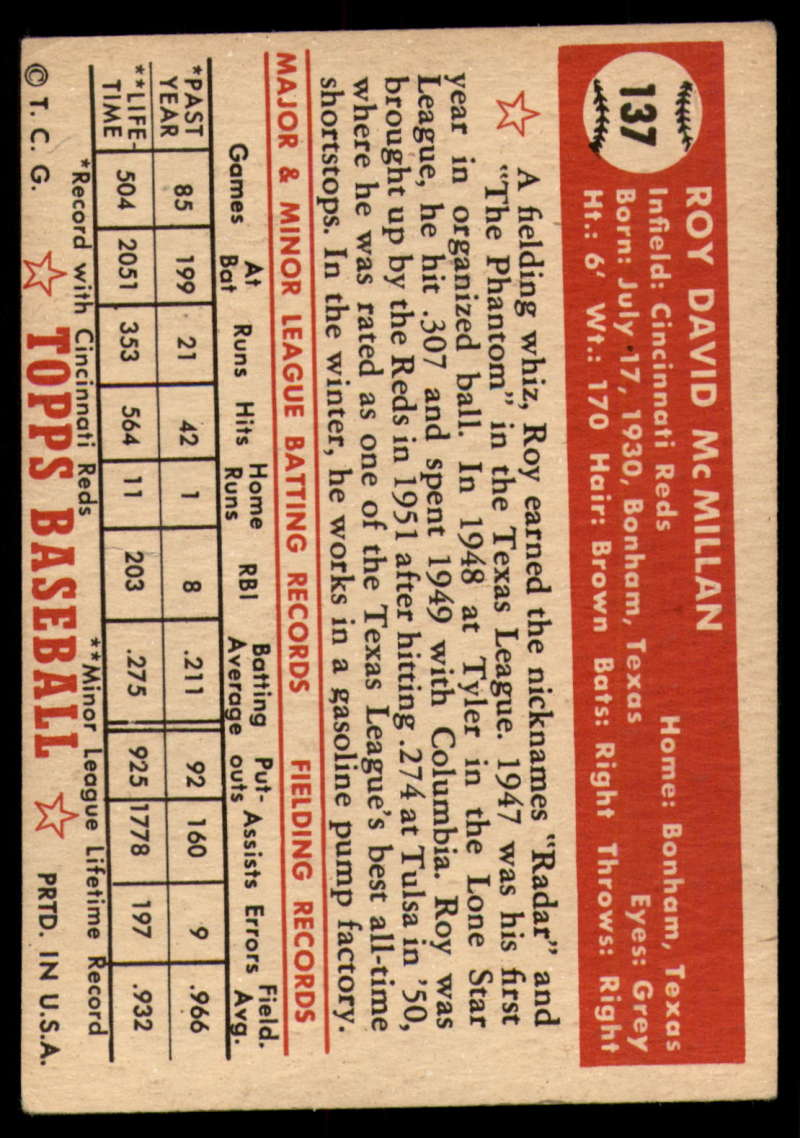 137
ROY DAVID McMILLAN
Infield: Cincinnati Reds Home: Bonham, Texas
Born: July 17, 1930, Bonham, Texas Eyes: Grey
Ht.: 6′ Wt.: 170 Hair: Brown Bats: Right Throws: Right
A fielding whiz, Roy earned the nicknames "Radar" and
"The Phantom" in the Texas League. 1947 was his first
year in organized ball. In 1948 at Tyler in the Lone Star
League, he hit .307 and spent 1949 with Columbia. Roy was
brought up by the Reds in 1951 after hitting .274 at Tulsa in '50,
where he was rated as one of the Texas League's best all-time
shortstops. In the winter, he works in a gasoline pump factory.
MAJOR & MINOR LEAGUE BATTING RECORDS FIELDING RECORDS
Games At Bat Runs Hits Home Runs RBI Batting Average Put-outs Assists Errors Field. Avg.
*PAST YEAR 85 199 21 42 1 8 .211 92 160 9 .966
**LIFE-TIME 504 2051 353 564 11 203 .275 925 1778 197 .932
*Record with Cincinnati Reds **Minor League Lifetime Record
© T. C. G. TOPPS BASEBALL PRTD. IN U.S.A.